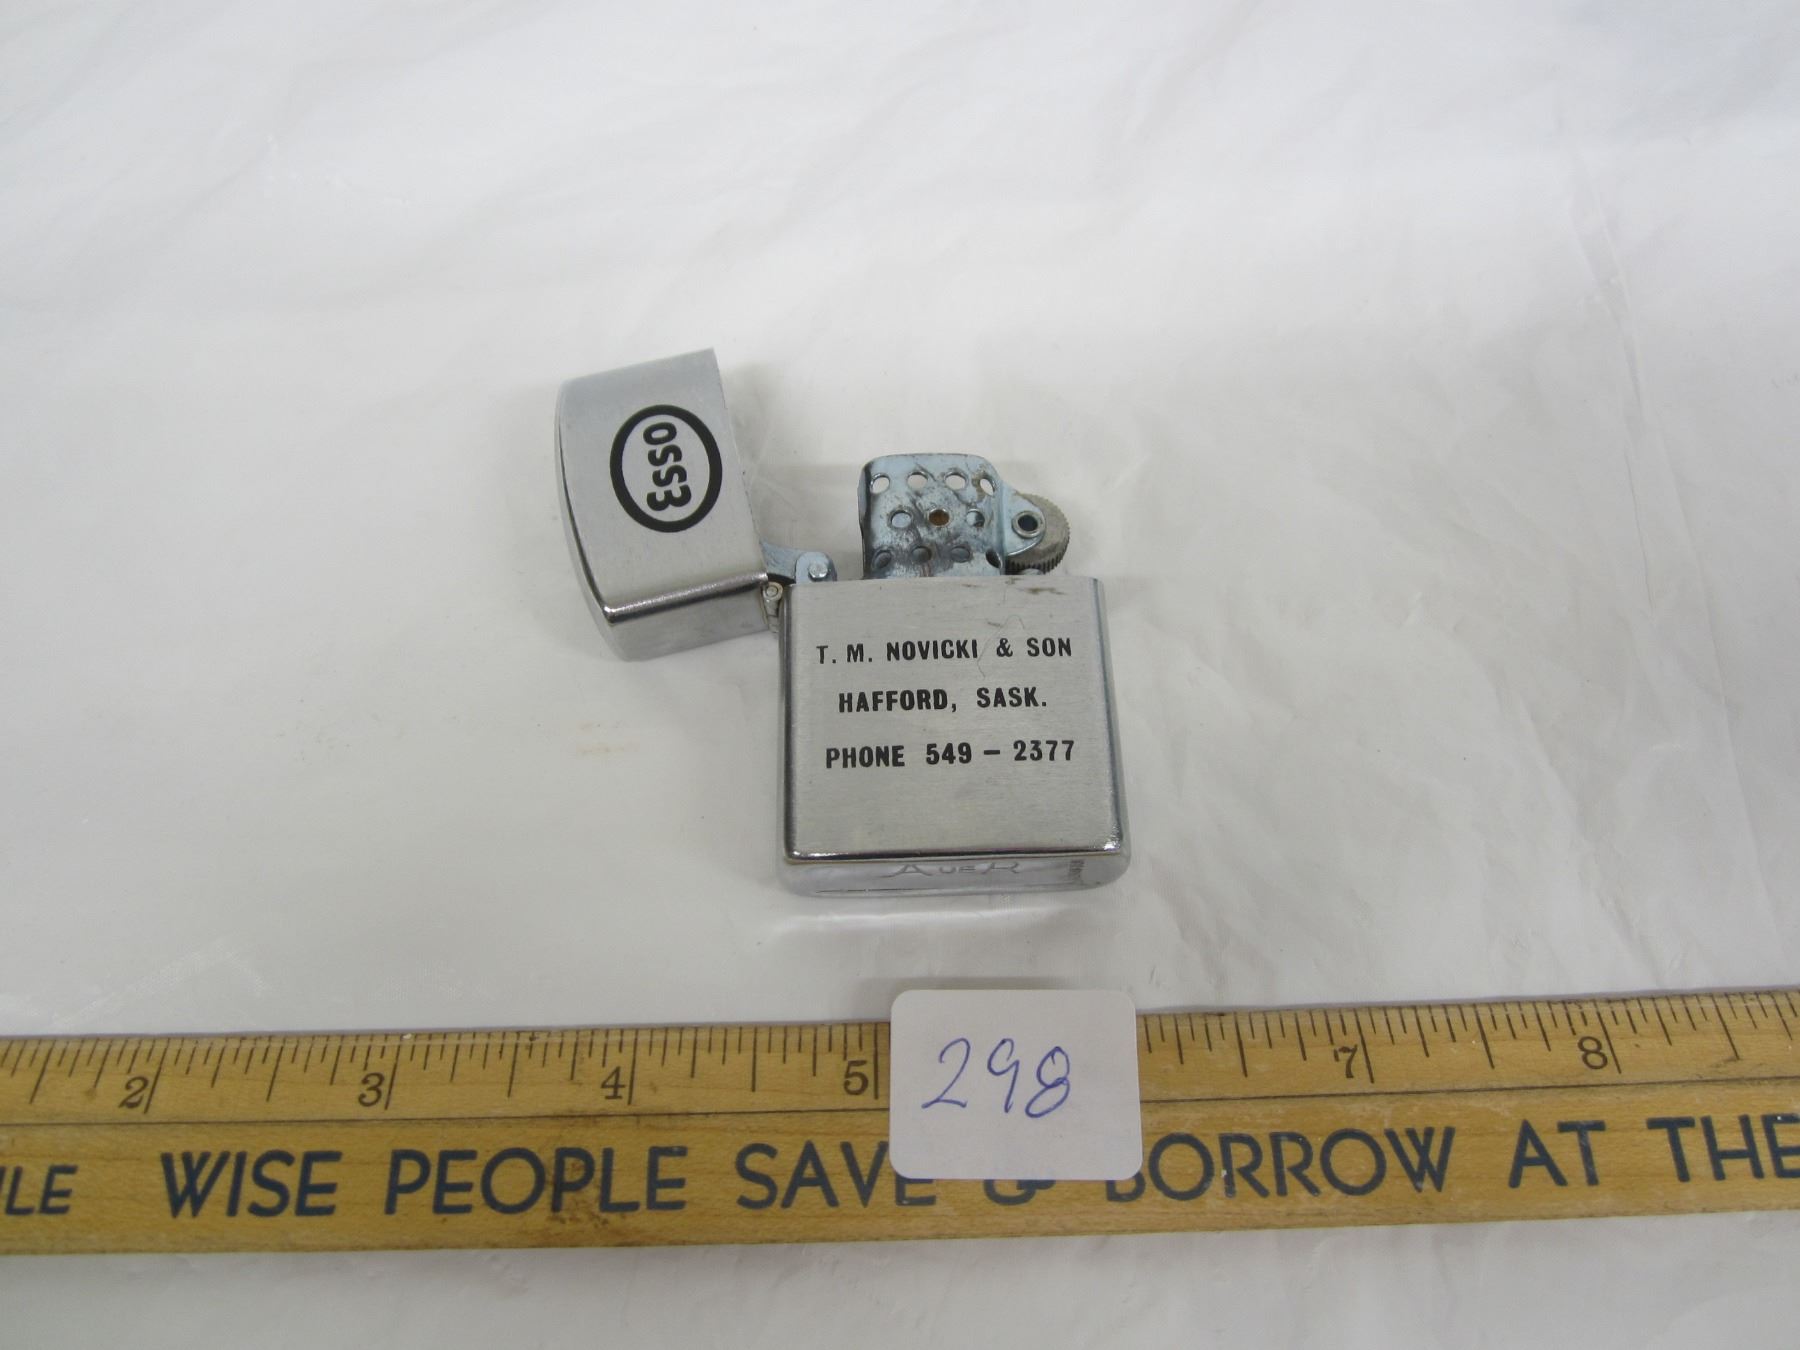 Esso
T. M. NOVICKI & SON
HAFFORD, SASK.
PHONE 549 - 2377
AUER
298
2 3 4 5 7 8
WISE PEOPLE SAVE & BORROW AT THE